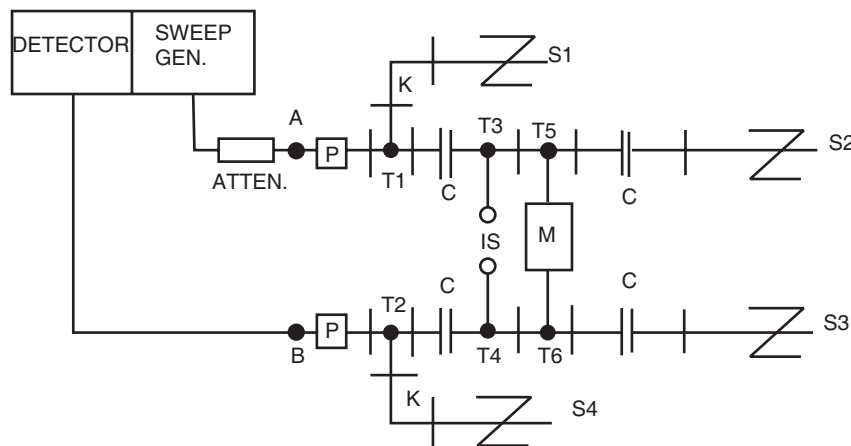 DETECTOR
SWEEP
GEN.
S1
K
A
T3
T5
S2
P
ATTEN.
T1
C
C
IS
M
T2
C
C
P
S3
B
T4
T6
K
S4